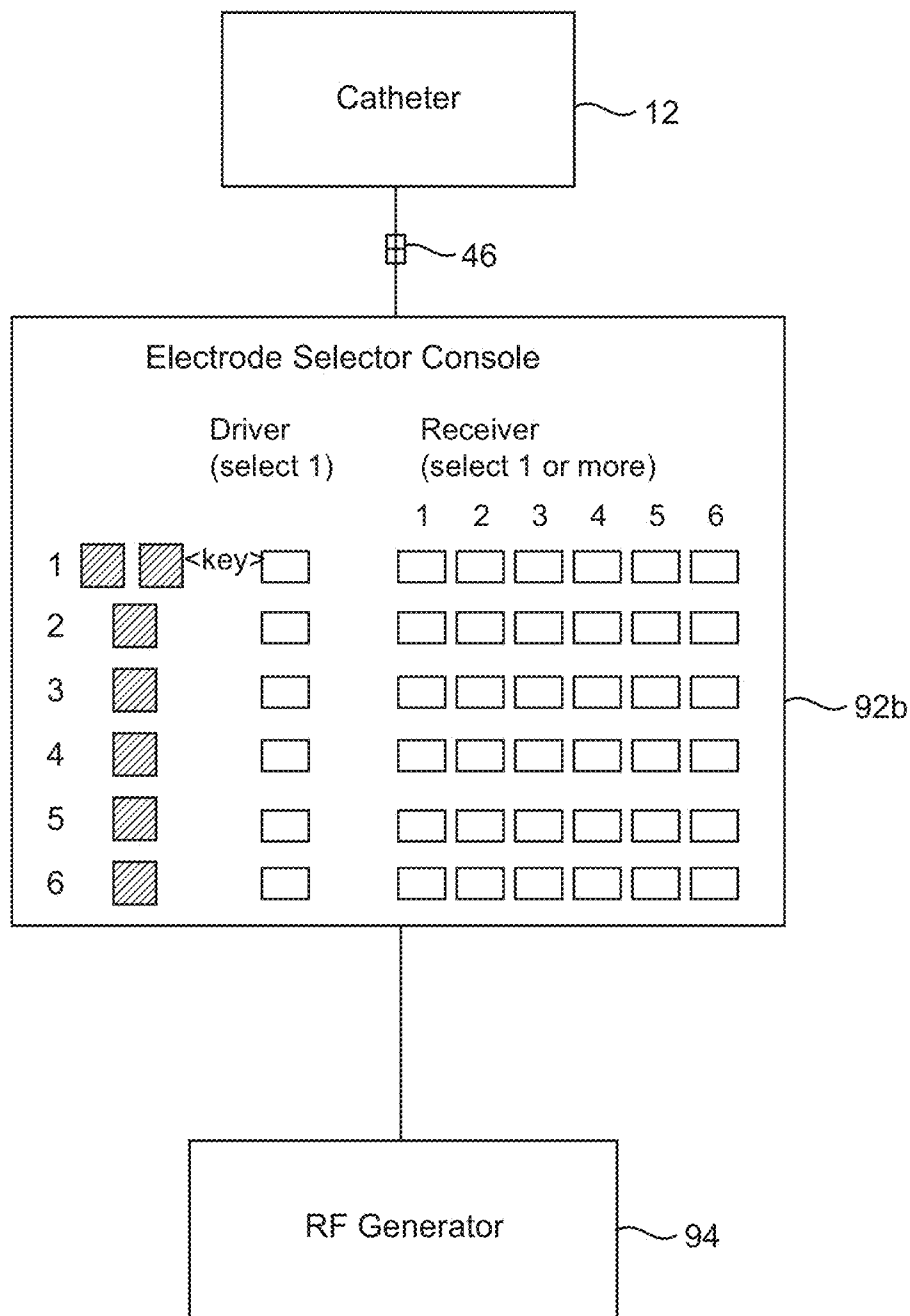 Catheter
12
46
Electrode Selector Console
Driver Receiver
(select 1) (select 1 or more)
1 2 3 4 5 6
1 <key>
2
3
92b
4
5
6
RF Generator
94